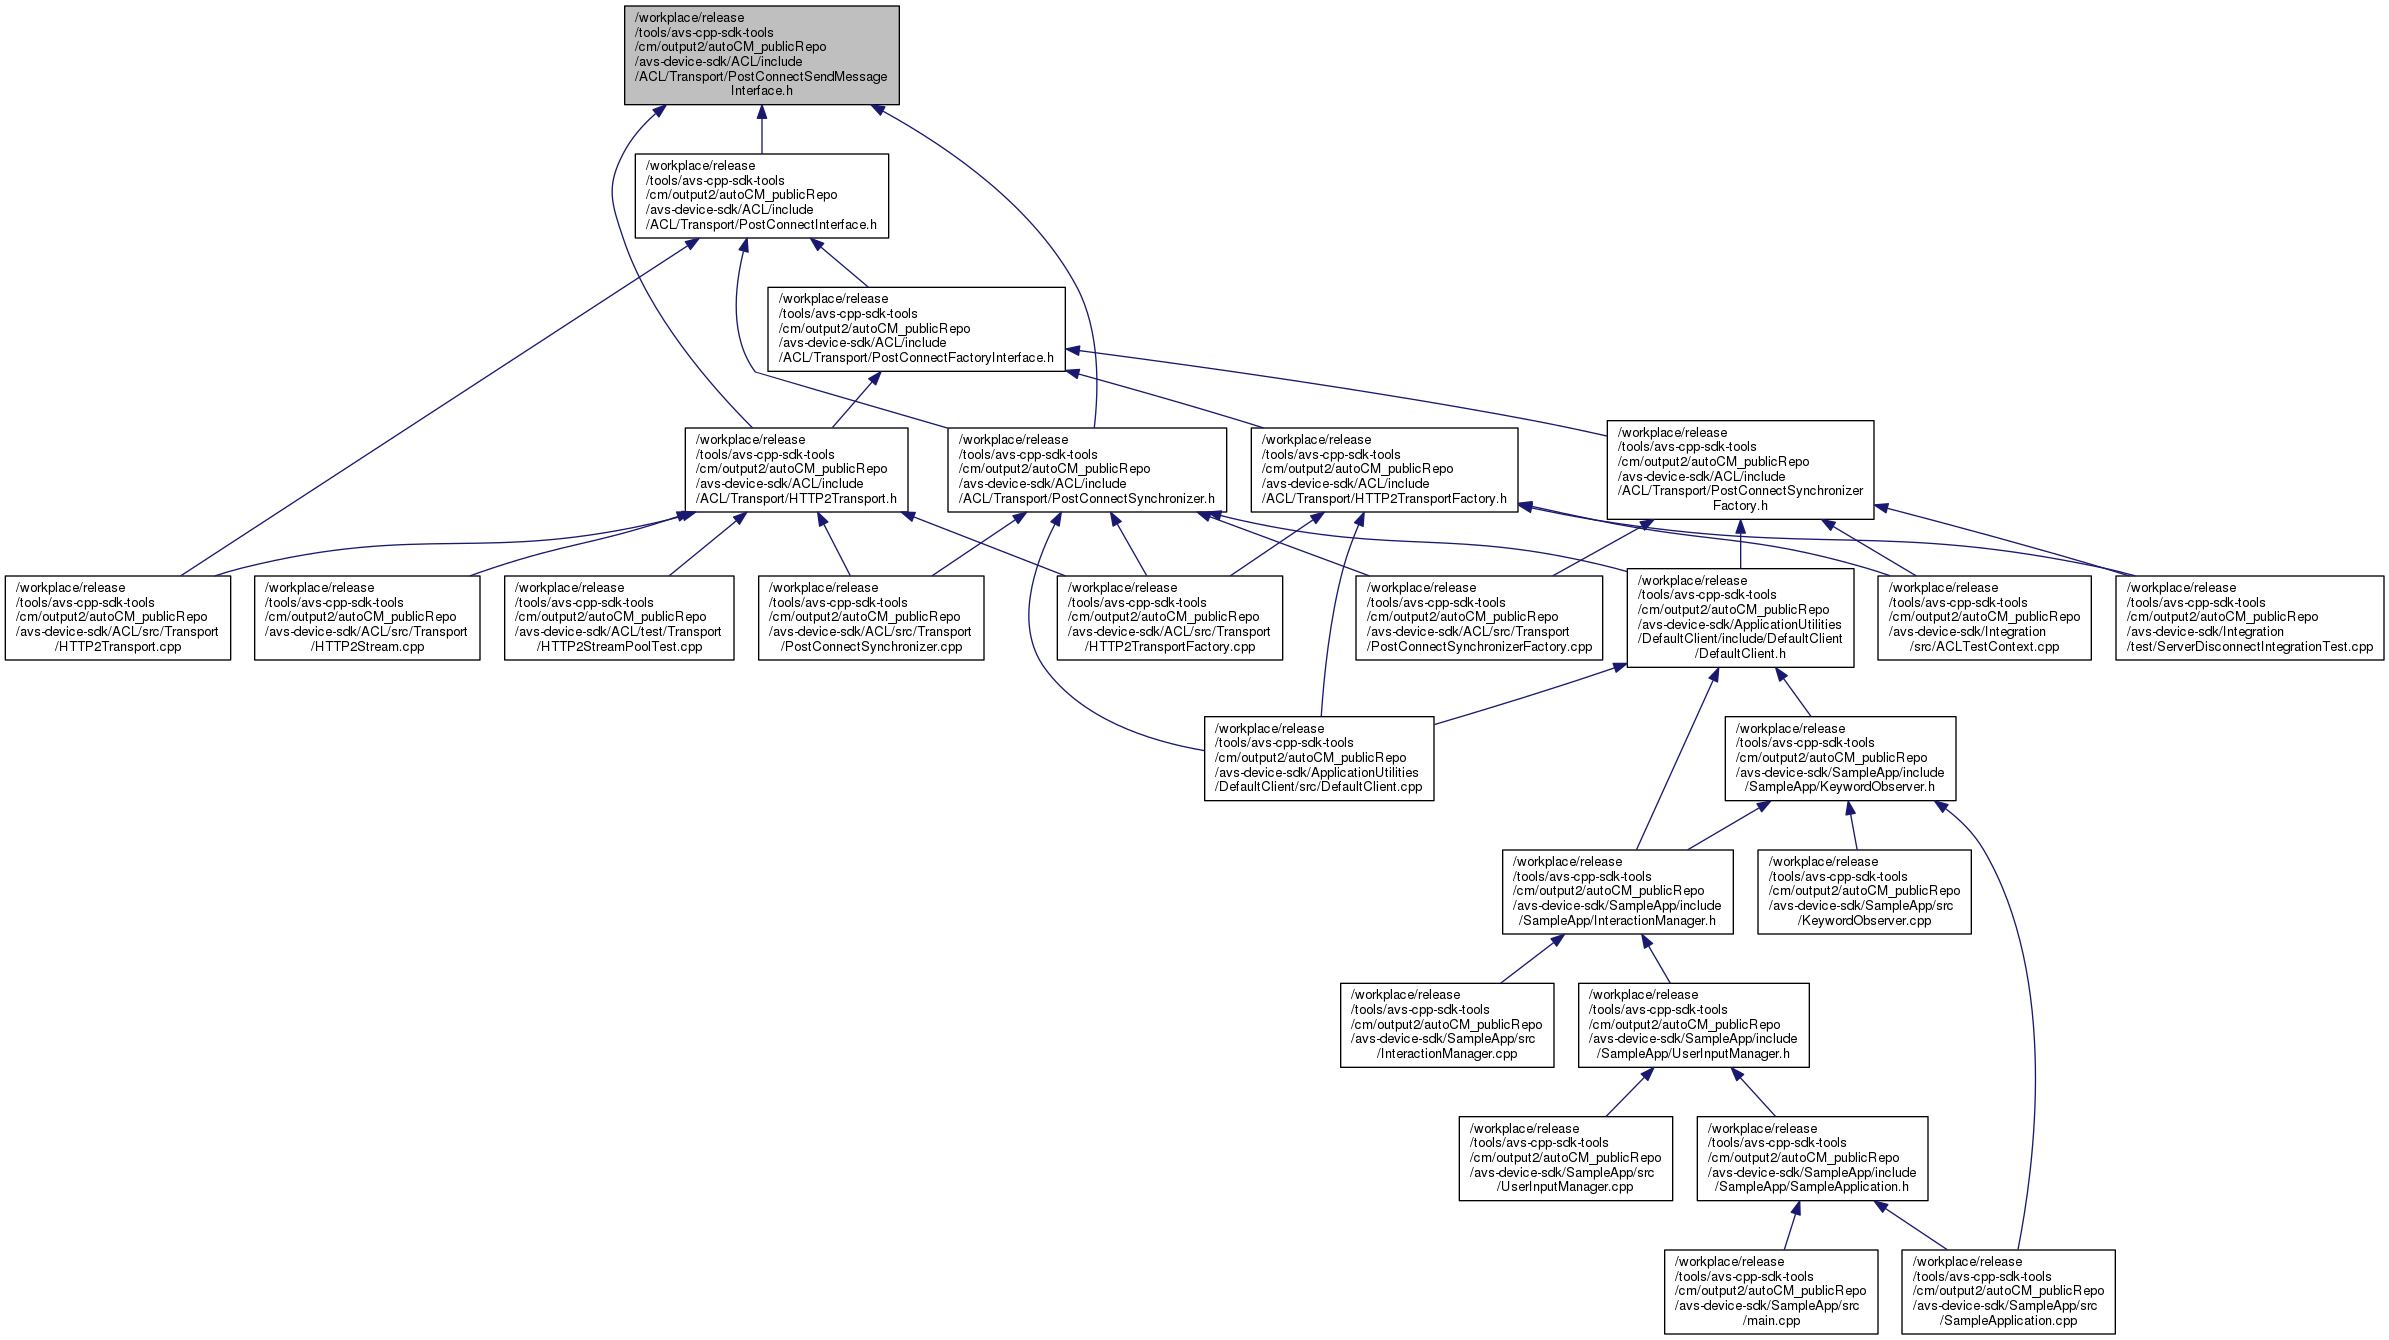 /workplace/release
/tools/avs-cpp-sdk-tools
/cm/output2/autoCM_publicRepo
/avs-device-sdk/ACL/include
/ACL/Transport/PostConnectSendMessage
Interface.h
/workplace/release
/tools/avs-cpp-sdk-tools
/cm/output2/autoCM_publicRepo
/avs-device-sdk/ACL/include
/ACL/Transport/PostConnectInterface.h
/workplace/release
/tools/avs-cpp-sdk-tools
/cm/output2/autoCM_publicRepo
/avs-device-sdk/ACL/include
/ACL/Transport/PostConnectFactoryInterface.h
/workplace/release
/tools/avs-cpp-sdk-tools
/cm/output2/autoCM_publicRepo
/avs-device-sdk/ACL/include
/ACL/Transport/HTTP2Transport.h
/workplace/release
/tools/avs-cpp-sdk-tools
/cm/output2/autoCM_publicRepo
/avs-device-sdk/ACL/include
/ACL/Transport/PostConnectSynchronizer.h
/workplace/release
/tools/avs-cpp-sdk-tools
/cm/output2/autoCM_publicRepo
/avs-device-sdk/ACL/include
/ACL/Transport/HTTP2TransportFactory.h
/workplace/release
/tools/avs-cpp-sdk-tools
/cm/output2/autoCM_publicRepo
/avs-device-sdk/ACL/include
/ACL/Transport/PostConnectSynchronizer
Factory.h
/workplace/release
/tools/avs-cpp-sdk-tools
/cm/output2/autoCM_publicRepo
/avs-device-sdk/ACL/src/Transport
/HTTP2Transport.cpp
/workplace/release
/tools/avs-cpp-sdk-tools
/cm/output2/autoCM_publicRepo
/avs-device-sdk/ACL/src/Transport
/HTTP2Stream.cpp
/workplace/release
/tools/avs-cpp-sdk-tools
/cm/output2/autoCM_publicRepo
/avs-device-sdk/ACL/test/Transport
/HTTP2StreamPoolTest.cpp
/workplace/release
/tools/avs-cpp-sdk-tools
/cm/output2/autoCM_publicRepo
/avs-device-sdk/ACL/src/Transport
/PostConnectSynchronizer.cpp
/workplace/release
/tools/avs-cpp-sdk-tools
/cm/output2/autoCM_publicRepo
/avs-device-sdk/ACL/src/Transport
/HTTP2TransportFactory.cpp
/workplace/release
/tools/avs-cpp-sdk-tools
/cm/output2/autoCM_publicRepo
/avs-device-sdk/ACL/src/Transport
/PostConnectSynchronizerFactory.cpp
/workplace/release
/tools/avs-cpp-sdk-tools
/cm/output2/autoCM_publicRepo
/avs-device-sdk/ApplicationUtilities
/DefaultClient/include/DefaultClient
/DefaultClient.h
/workplace/release
/tools/avs-cpp-sdk-tools
/cm/output2/autoCM_publicRepo
/avs-device-sdk/Integration
/src/ACLTestContext.cpp
/workplace/release
/tools/avs-cpp-sdk-tools
/cm/output2/autoCM_publicRepo
/avs-device-sdk/Integration
/test/ServerDisconnectIntegrationTest.cpp
/workplace/release
/tools/avs-cpp-sdk-tools
/cm/output2/autoCM_publicRepo
/avs-device-sdk/ApplicationUtilities
/DefaultClient/src/DefaultClient.cpp
/workplace/release
/tools/avs-cpp-sdk-tools
/cm/output2/autoCM_publicRepo
/avs-device-sdk/SampleApp/include
/SampleApp/KeywordObserver.h
/workplace/release
/tools/avs-cpp-sdk-tools
/cm/output2/autoCM_publicRepo
/avs-device-sdk/SampleApp/include
/SampleApp/InteractionManager.h
/workplace/release
/tools/avs-cpp-sdk-tools
/cm/output2/autoCM_publicRepo
/avs-device-sdk/SampleApp/src
/KeywordObserver.cpp
/workplace/release
/tools/avs-cpp-sdk-tools
/cm/output2/autoCM_publicRepo
/avs-device-sdk/SampleApp/src
/InteractionManager.cpp
/workplace/release
/tools/avs-cpp-sdk-tools
/cm/output2/autoCM_publicRepo
/avs-device-sdk/SampleApp/include
/SampleApp/UserInputManager.h
/workplace/release
/tools/avs-cpp-sdk-tools
/cm/output2/autoCM_publicRepo
/avs-device-sdk/SampleApp/src
/UserInputManager.cpp
/workplace/release
/tools/avs-cpp-sdk-tools
/cm/output2/autoCM_publicRepo
/avs-device-sdk/SampleApp/include
/SampleApp/SampleApplication.h
/workplace/release
/tools/avs-cpp-sdk-tools
/cm/output2/autoCM_publicRepo
/avs-device-sdk/SampleApp/src
/main.cpp
/workplace/release
/tools/avs-cpp-sdk-tools
/cm/output2/autoCM_publicRepo
/avs-device-sdk/SampleApp/src
/SampleApplication.cpp